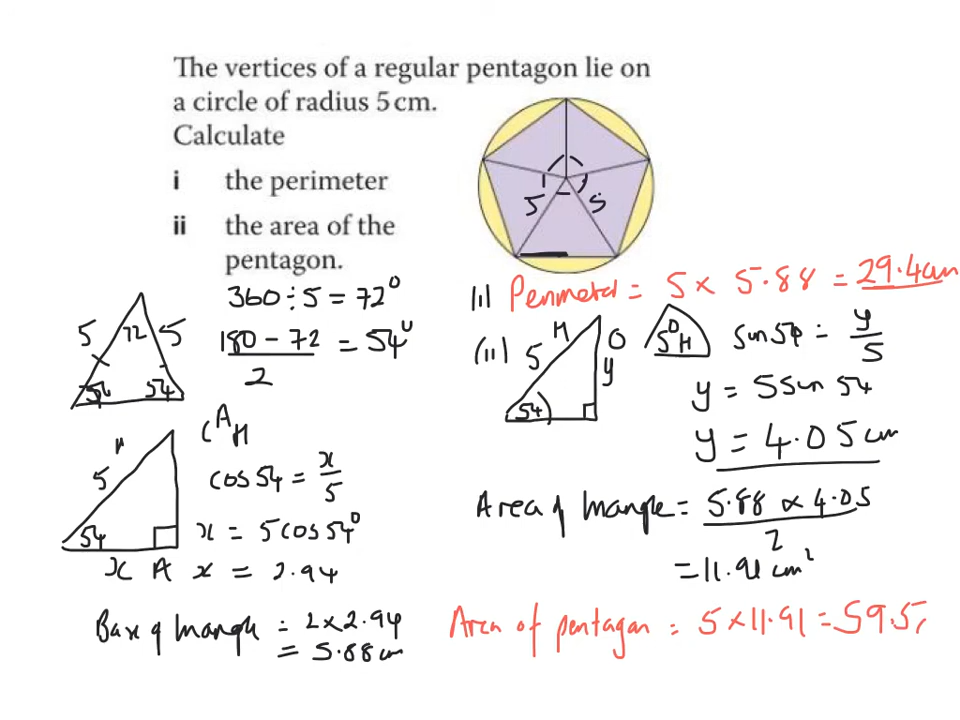 The vertices of a regular pentagon lie on
a circle of radius 5 cm.
Calculate
i the perimeter
ii the area of the
pentagon.
5 5
360 ÷ 5 = 72°
180 - 72 / 2 = 54°
5 72 5
54 54
CAH
H
5
54
x A
cos 54 = x/5
x = 5 cos 54°
x = 2.94
Base of triangle = 2 x 2.94
= 5.88 cm
(i) Perimeter = 5 x 5.88 = 29.4cm
(ii) 5 H O y 54
S O H
sin 54 = y/5
y = 5 sin 54
y = 4.05 cm
Area of triangle = 5.88 x 4.05 / 2
= 11.91 cm²
Area of pentagon = 5 x 11.91 = 59.5